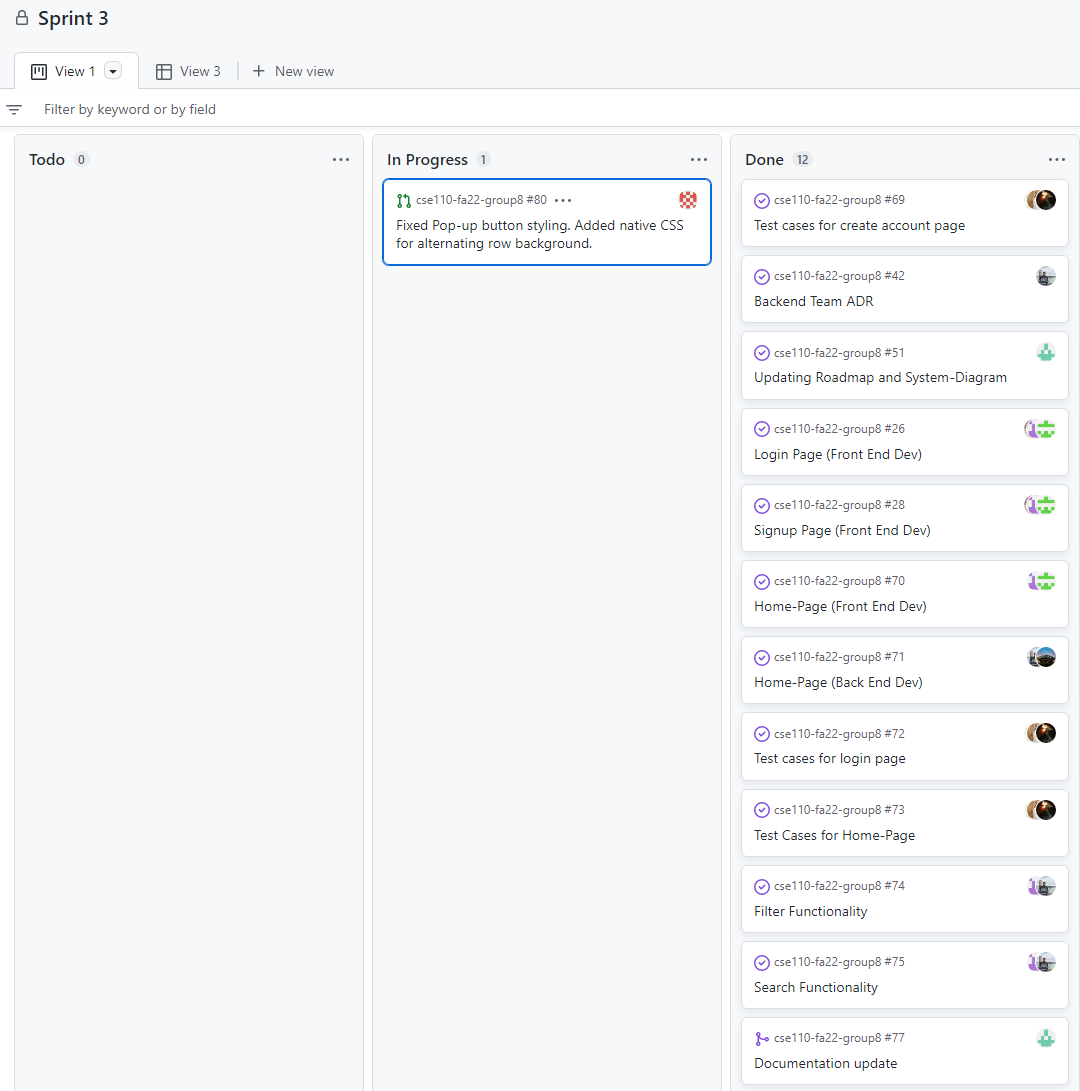 Sprint 3
View 1
View 3
New view
Filter by keyword or by field
Todo 0
In Progress 1
cse110-fa22-group8 #80
Fixed Pop-up button styling. Added native CSS
for alternating row background.
Done 12
cse110-fa22-group8 #69
Test cases for create account page
cse110-fa22-group8 #42
Backend Team ADR
cse110-fa22-group8 #51
Updating Roadmap and System-Diagram
cse110-fa22-group8 #26
Login Page (Front End Dev)
cse110-fa22-group8 #28
Signup Page (Front End Dev)
cse110-fa22-group8 #70
Home-Page (Front End Dev)
cse110-fa22-group8 #71
Home-Page (Back End Dev)
cse110-fa22-group8 #72
Test cases for login page
cse110-fa22-group8 #73
Test Cases for Home-Page
cse110-fa22-group8 #74
Filter Functionality
cse110-fa22-group8 #75
Search Functionality
cse110-fa22-group8 #77
Documentation update